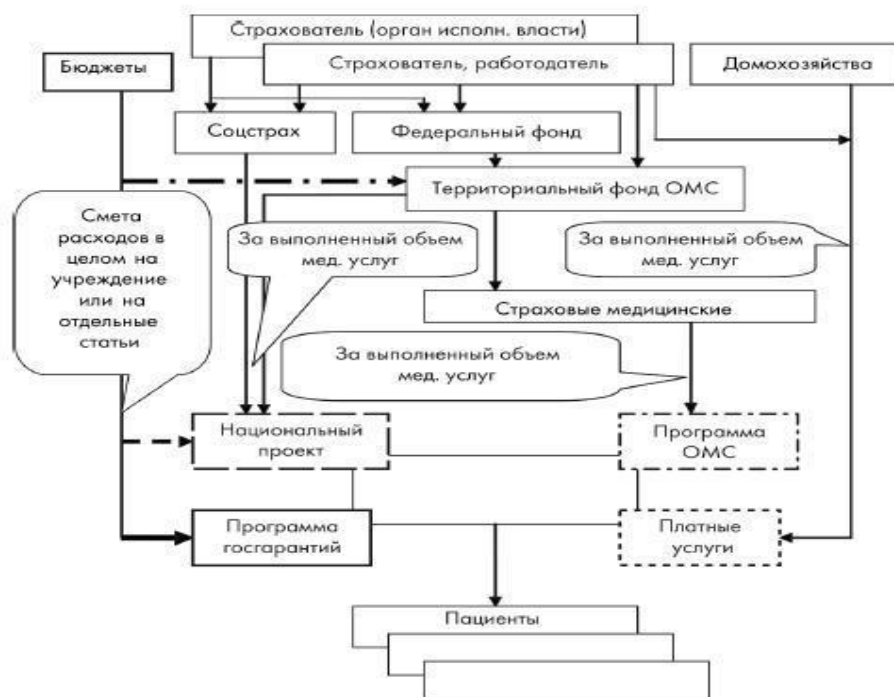 Страхователь (орган исполн. власти)
Бюджеты
Страхователь, работодатель
Домохозяйства
Соцстрах
Федеральный фонд
Территориальный фонд ОМС
Смета
расходов в
целом на
учреждение
или на
отдельные
статьи
За выполненный объем
мед. услуг
За выполненный объем
мед. услуг
Страховые медицинские
За выполненный объем
мед. услуг
Национальный
проект
Программа
ОМС
Программа
госгарантий
Платные
услуги
Пациенты